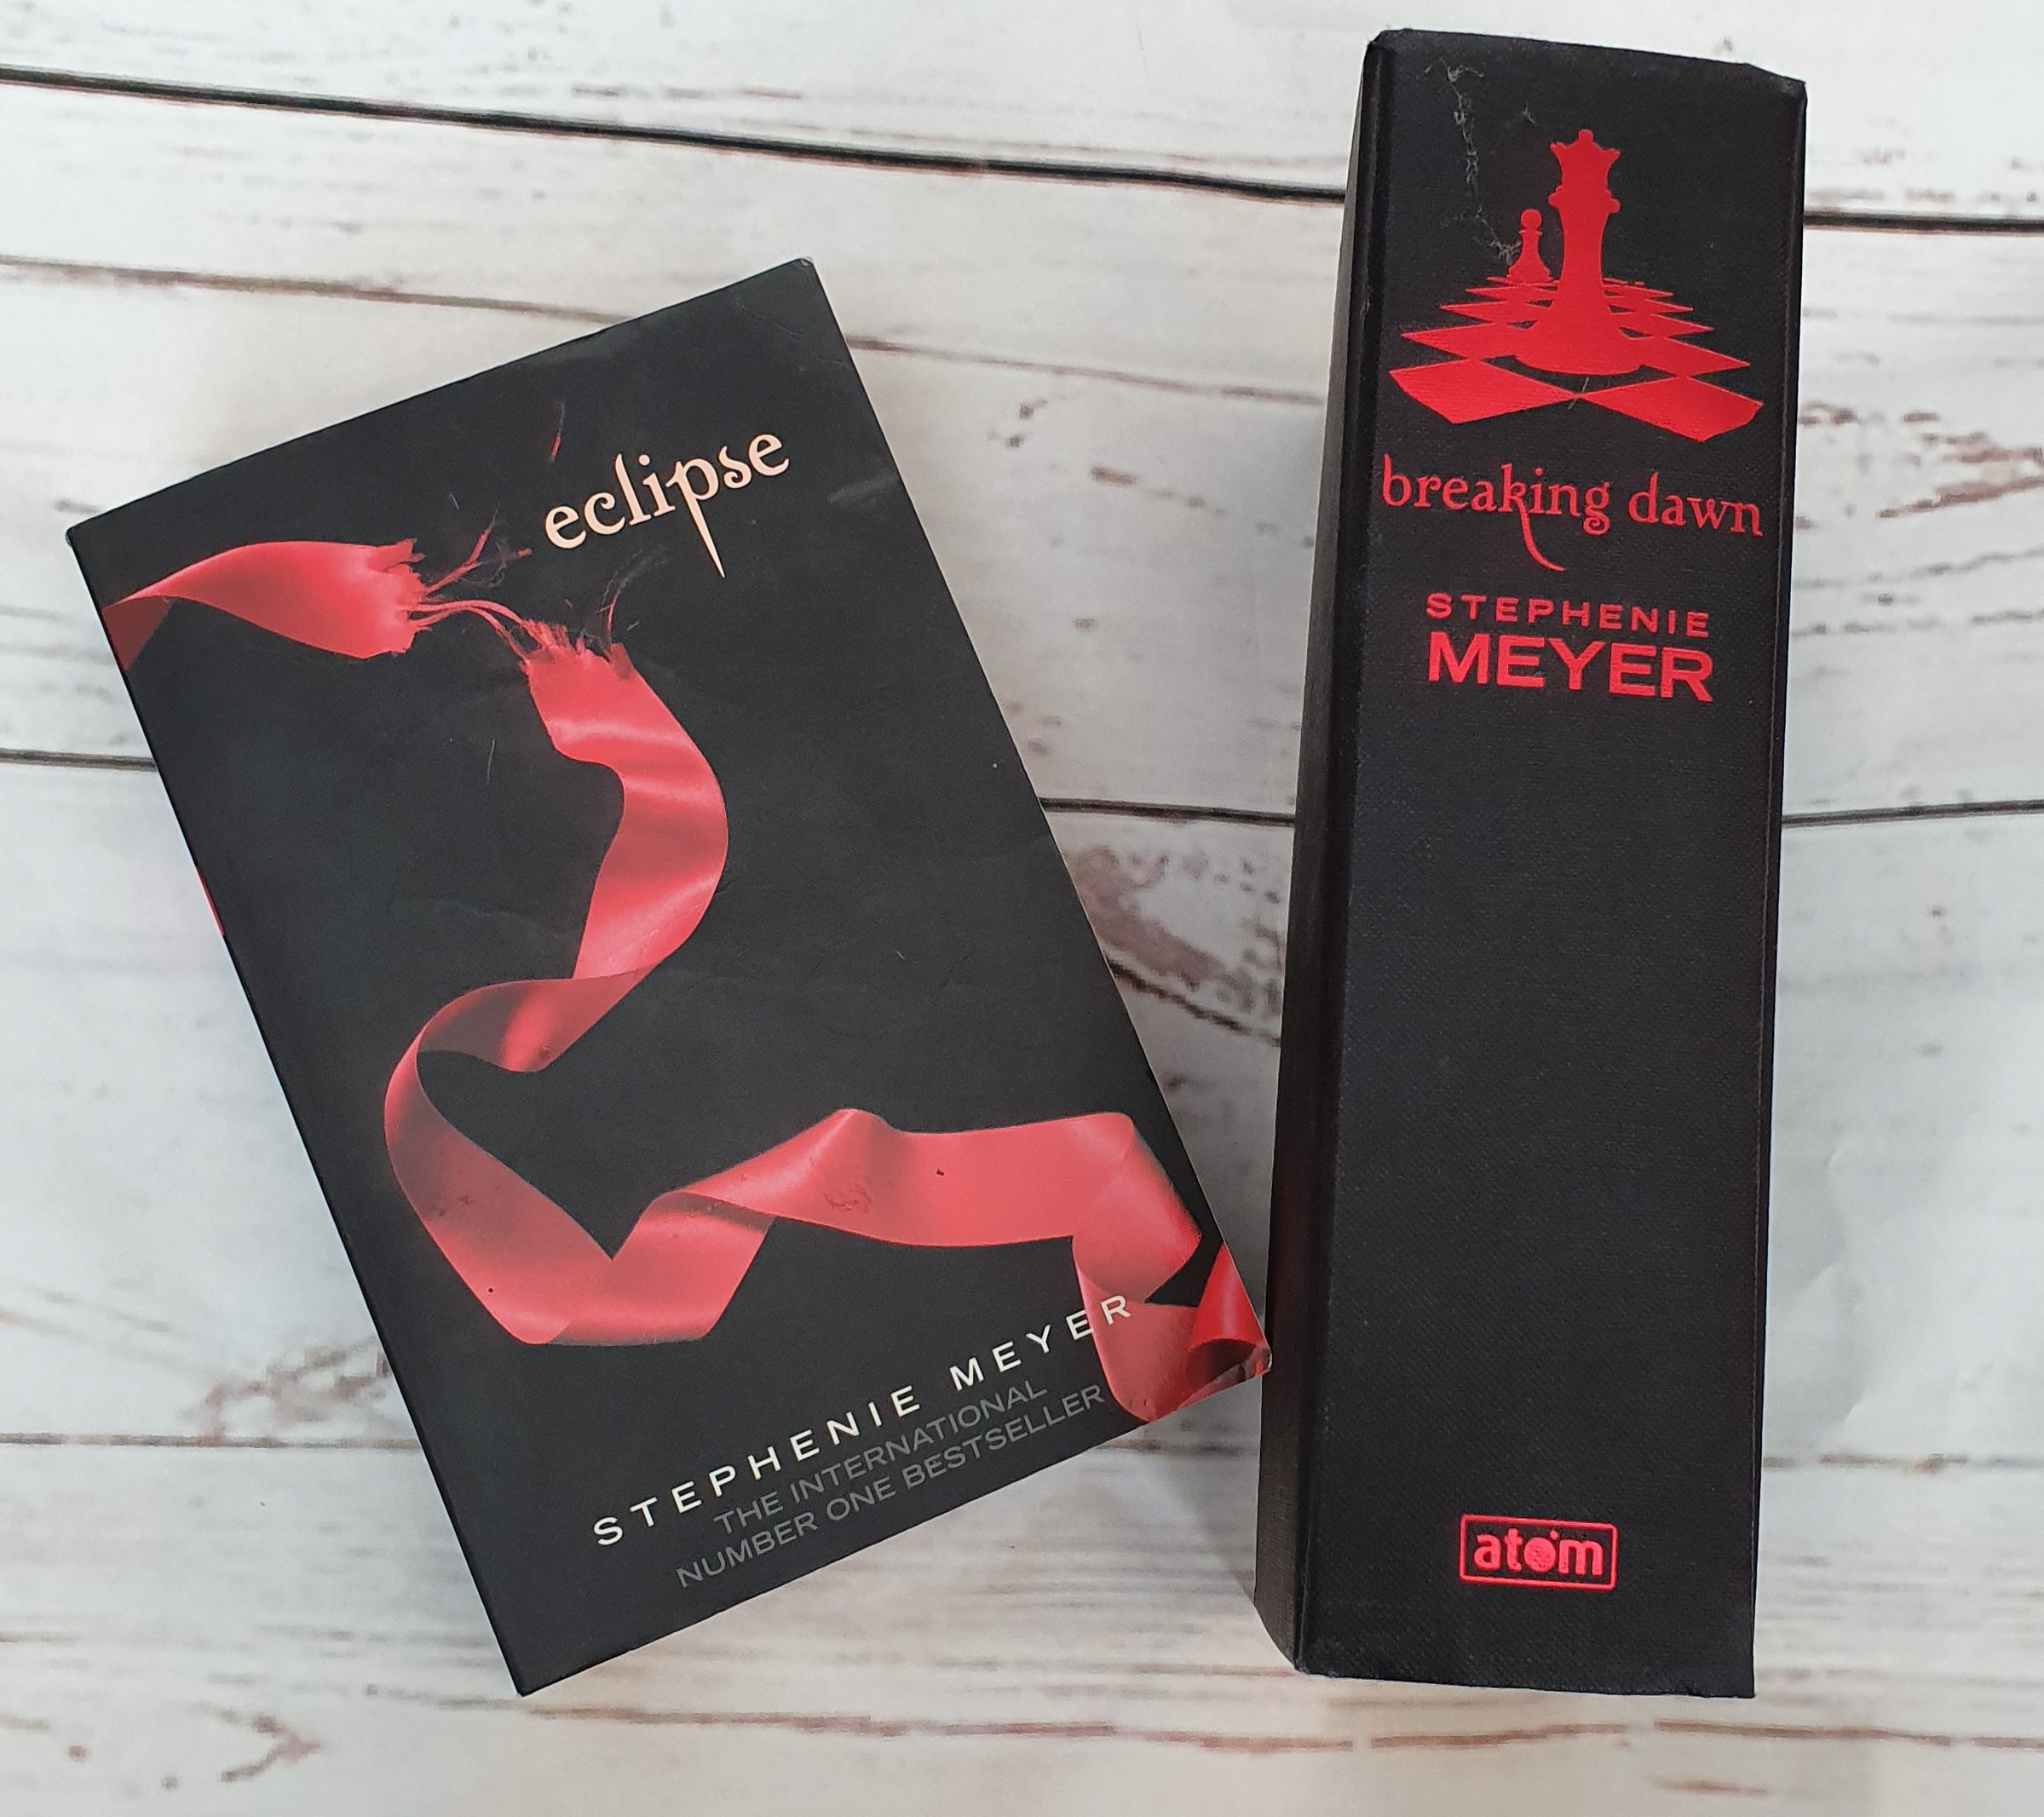 eclipse
STEPHENIE MEYER
THE INTERNATIONAL
NUMBER ONE BESTSELLER
breaking dawn
STEPHENIE
MEYER
atom